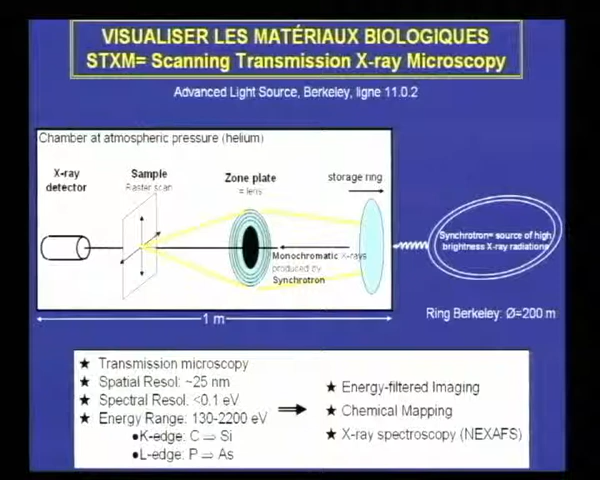 VISUALISER LES MATÉRIAUX BIOLOGIQUES
STXM= Scanning Transmission X-ray Microscopy
Advanced Light Source, Berkeley, ligne 11.0.2
Chamber at atmospheric pressure (helium)
X-ray
detector
Sample
Raster scan
Zone plate
= lens
storage ring
Monochromatic X-rays
produced by
Synchrotron
Synchrotron= source of high
brightness X-ray radiations
1 m
Ring Berkeley: Ø=200 m
★ Transmission microscopy
★ Spatial Resol: ~25 nm
★ Spectral Resol: <0.1 eV
★ Energy Range: 130-2200 eV
•K-edge: C ⇒ Si
•L-edge: P ⇒ As
★ Energy-filtered Imaging
★ Chemical Mapping
★ X-ray spectroscopy (NEXAFS)